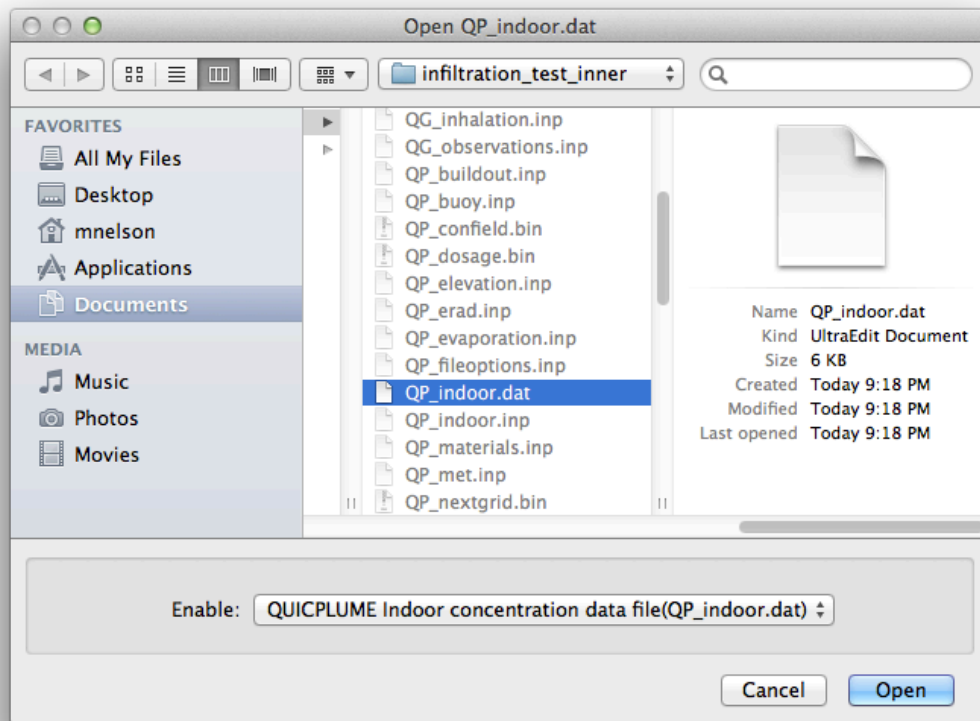 Open QP_indoor.dat
infiltration_test_inner
FAVORITES
All My Files
Desktop
mnelson
Applications
Documents
MEDIA
Music
Photos
Movies
QG_inhalation.inp
QG_observations.inp
QP_buildout.inp
QP_buoy.inp
QP_confield.bin
QP_dosage.bin
QP_elevation.inp
QP_erad.inp
QP_evaporation.inp
QP_fileoptions.inp
QP_indoor.dat
QP_indoor.inp
QP_materials.inp
QP_met.inp
QP_nextgrid.bin
Name QP_indoor.dat
Kind UltraEdit Document
Size 6 KB
Created Today 9:18 PM
Modified Today 9:18 PM
Last opened Today 9:18 PM
Enable: QUICPLUME Indoor concentration data file(QP_indoor.dat)
Cancel Open